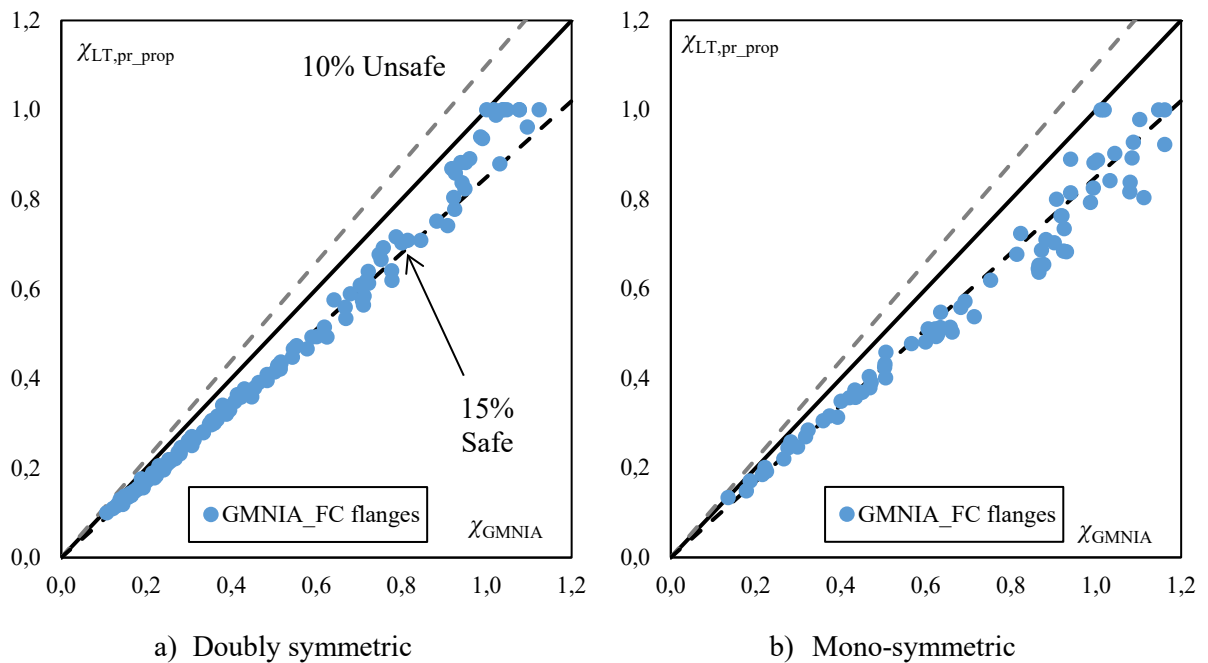 1,2
1,0
0,8
0,6
0,4
0,2
0,0
χLT,pr_prop
10% Unsafe
15%
Safe
GMNIA_FC flanges
χGMNIA
0,0 0,2 0,4 0,6 0,8 1,0 1,2
a) Doubly symmetric
1,2
1,0
0,8
0,6
0,4
0,2
0,0
χLT,pr_prop
GMNIA_FC flanges
χGMNIA
0,0 0,2 0,4 0,6 0,8 1,0 1,2
b) Mono-symmetric